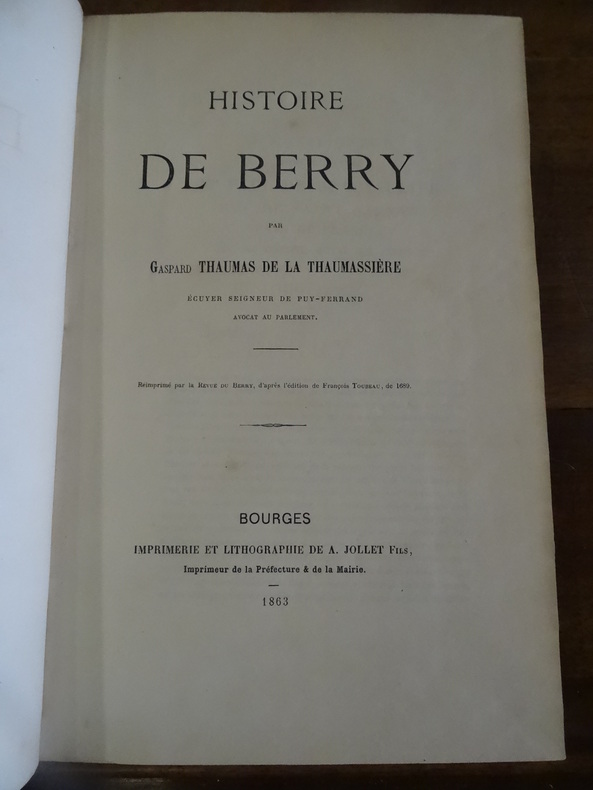 HISTOIRE
DE BERRY
PAR
GASPARD THAUMAS DE LA THAUMASSIÈRE
ÉCUYER SEIGNEUR DE PUY-FERRAND
AVOCAT AU PARLEMENT.
Réimprimé par la REVUE DU BERRY, d'après l'édition de François TOUBEAU, de 1689.
BOURGES
IMPRIMERIE ET LITHOGRAPHIE DE A. JOLLET FILS,
Imprimeur de la Préfecture & de la Mairie.
1863